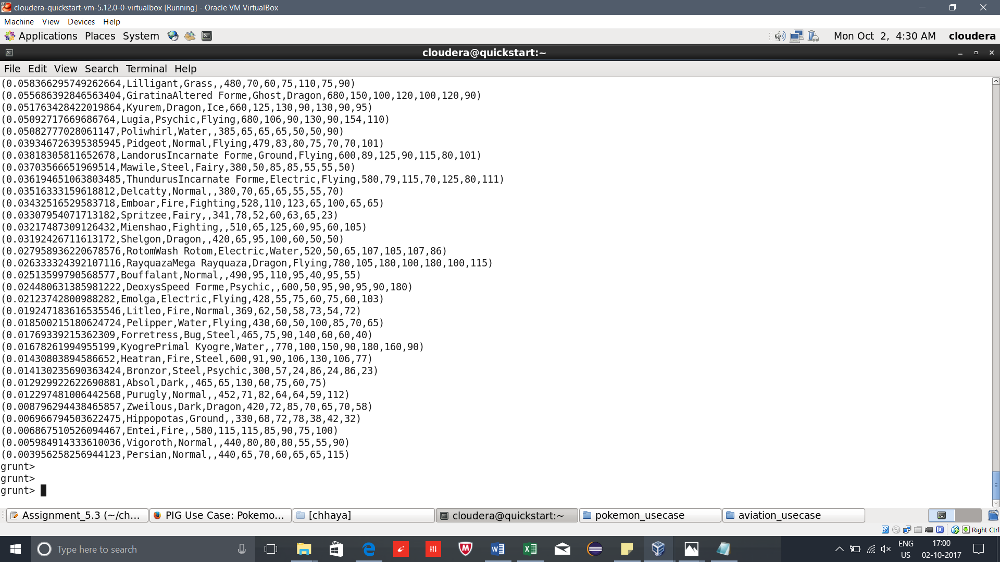 cloudera-quickstart-vm-5.12.0-0-virtualbox [Running] - Oracle VM VirtualBox
Machine View Devices Help
Applications Places System Mon Oct 2, 4:30 AM cloudera
cloudera@quickstart:~
File Edit View Search Terminal Help
(0.058366295749262664,Lilligant,Grass,,480,70,60,75,110,75,90)
(0.055686392846563404,GiratinaAltered Forme,Ghost,Dragon,680,150,100,120,100,120,90)
(0.051763428422019864,Kyurem,Dragon,Ice,660,125,130,90,130,90,95)
(0.05092717669686764,Lugia,Psychic,Flying,680,106,90,130,90,154,110)
(0.05082777028061147,Poliwhirl,Water,,385,65,65,65,50,50,90)
(0.039346726395385945,Pidgeot,Normal,Flying,479,83,80,75,70,70,101)
(0.03818305811652678,LandorusIncarnate Forme,Ground,Flying,600,89,125,90,115,80,101)
(0.03703566651969514,Mawile,Steel,Fairy,380,50,85,85,55,55,50)
(0.036194651063803485,ThundurusIncarnate Forme,Electric,Flying,580,79,115,70,125,80,111)
(0.03516333159618812,Delcatty,Normal,,380,70,65,65,55,55,70)
(0.03432516529583718,Emboar,Fire,Fighting,528,110,123,65,100,65,65)
(0.03307954071713182,Spritzee,Fairy,,341,78,52,60,63,65,23)
(0.03217487309126432,Mienshao,Fighting,,510,65,125,60,95,60,105)
(0.03192426711613172,Shelgon,Dragon,,420,65,95,100,60,50,50)
(0.027958936220678576,RotomWash Rotom,Electric,Water,520,50,65,107,105,107,86)
(0.026333324392107116,RayquazaMega Rayquaza,Dragon,Flying,780,105,180,100,180,100,115)
(0.02513599790568577,Bouffalant,Normal,,490,95,110,95,40,95,55)
(0.024480631385981222,DeoxysSpeed Forme,Psychic,,600,50,95,90,95,90,180)
(0.02123742800988282,Emolga,Electric,Flying,428,55,75,60,75,60,103)
(0.019247183616535546,Litleo,Fire,Normal,369,62,50,58,73,54,72)
(0.018500215180624724,Pelipper,Water,Flying,430,60,50,100,85,70,65)
(0.01769339215362309,Forretress,Bug,Steel,465,75,90,140,60,60,40)
(0.01678261994955199,KyogrePrimal Kyogre,Water,,770,100,150,90,180,160,90)
(0.01430803894586652,Heatran,Fire,Steel,600,91,90,106,130,106,77)
(0.014130235690363424,Bronzor,Steel,Psychic,300,57,24,86,24,86,23)
(0.012929922622690881,Absol,Dark,,465,65,130,60,75,60,75)
(0.012297481006442568,Purugly,Normal,,452,71,82,64,64,59,112)
(0.008796294438465857,Zweilous,Dark,Dragon,420,72,85,70,65,70,58)
(0.006966794503622475,Hippopotas,Ground,,330,68,72,78,38,42,32)
(0.006867510526094467,Entei,Fire,,580,115,115,85,90,75,100)
(0.005984914333610036,Vigoroth,Normal,,440,80,80,80,55,55,90)
(0.003956258256944123,Persian,Normal,,440,65,70,60,65,65,115)
grunt>
grunt>
grunt>
Assignment_5.3 (~/ch... PIG Use Case: Pokemo... [chhaya] cloudera@quickstart:~ pokemon_usecase aviation_usecase
Right Ctrl
Type here to search
ENG
US
17:00
02-10-2017